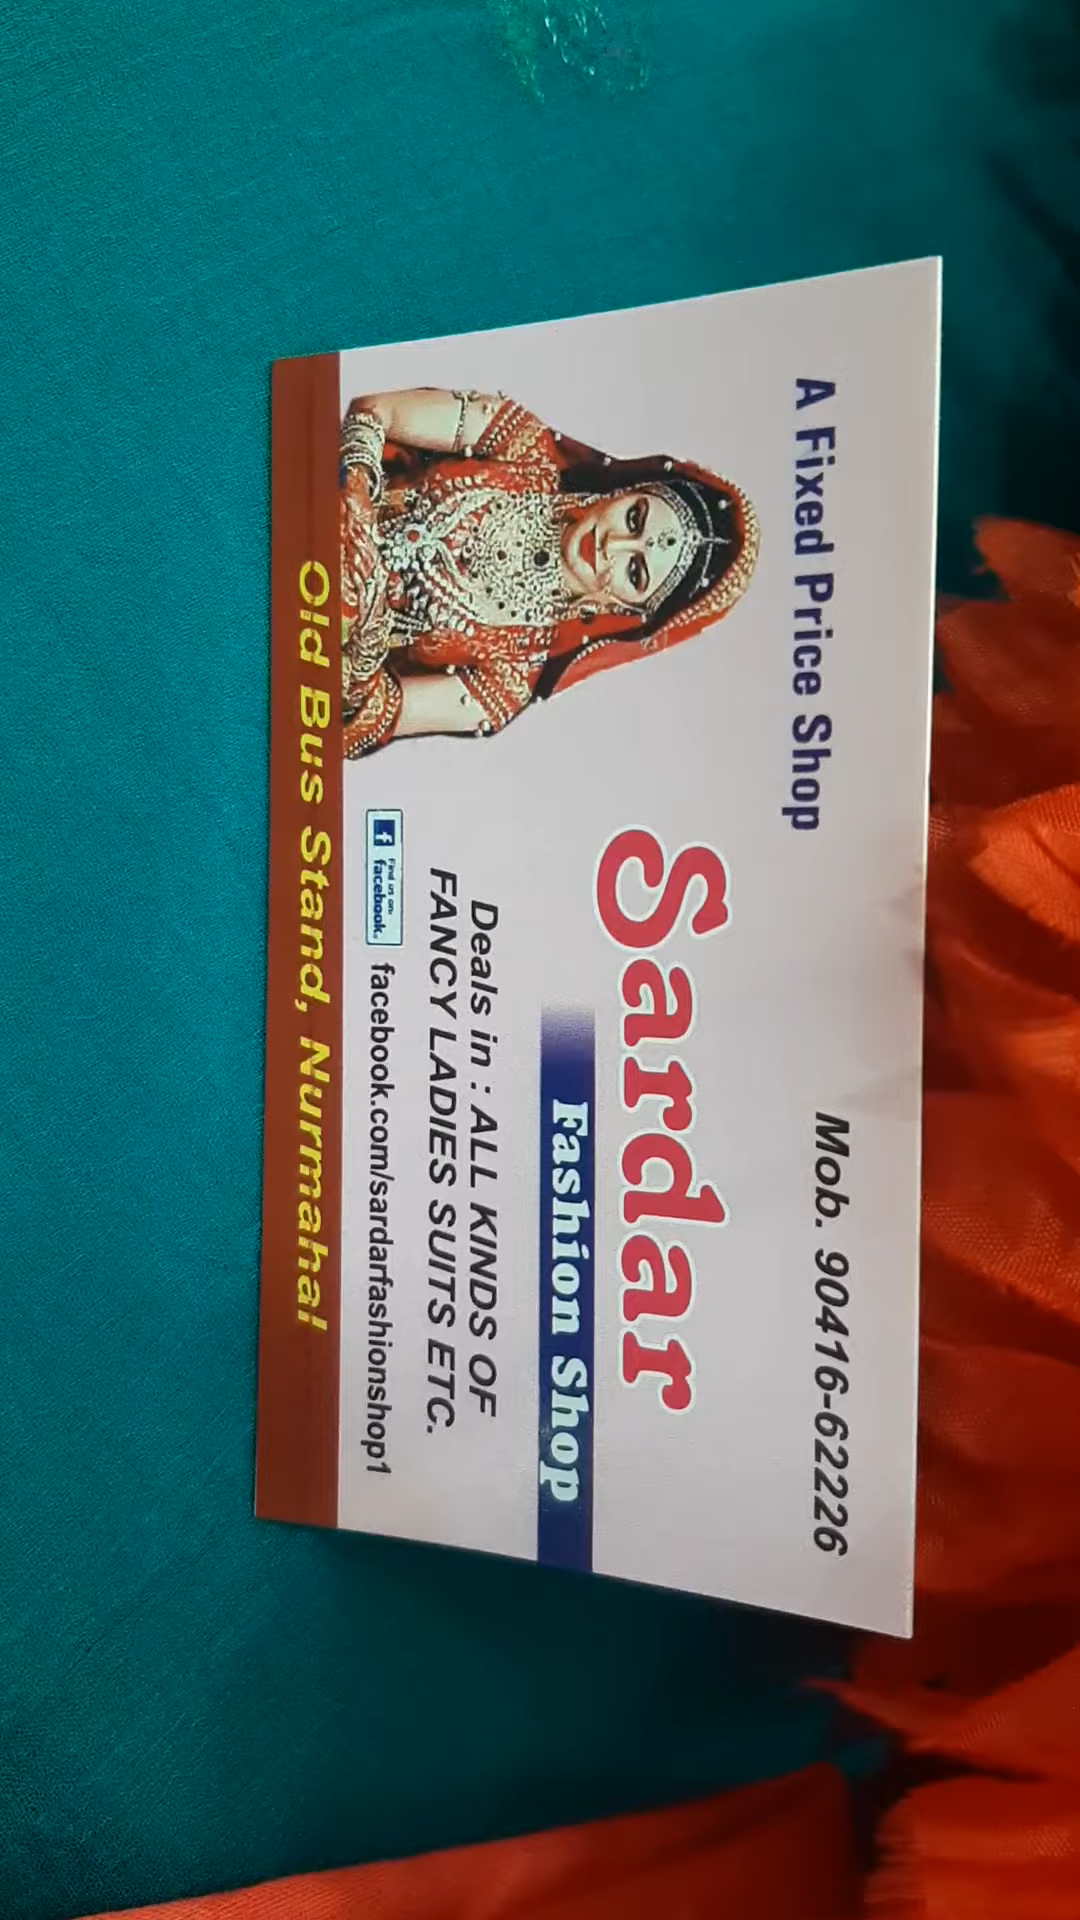 A Fixed Price Shop
Mob. 90416-62226
Sardar
Fashion Shop
Deals in : ALL KINDS OF
FANCY LADIES SUITS ETC.
Find us on:
facebook.
facebook.com/sardarfashionshop1
Old Bus Stand, Nurmahal